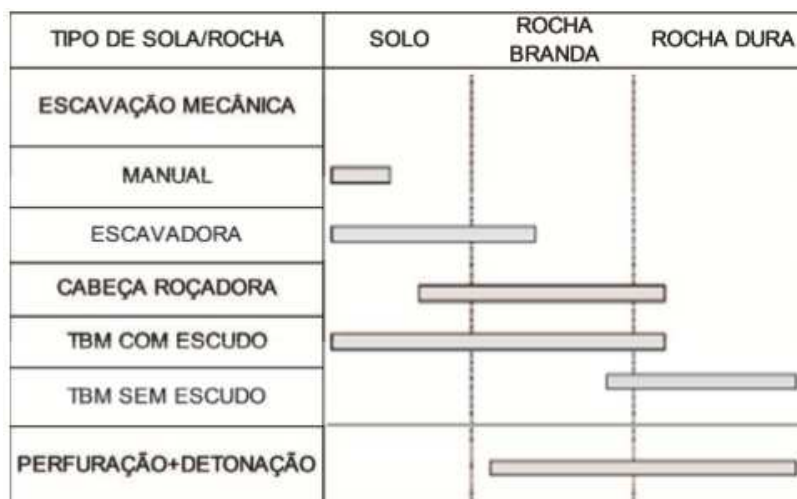 TIPO DE SOLA/ROCHA SOLO ROCHA BRANDA ROCHA DURA
ESCAVAÇÃO MECÂNICA
MANUAL
ESCAVADORA
CABEÇA ROÇADORA
TBM COM ESCUDO
TBM SEM ESCUDO
PERFURAÇÃO+DETONAÇÃO